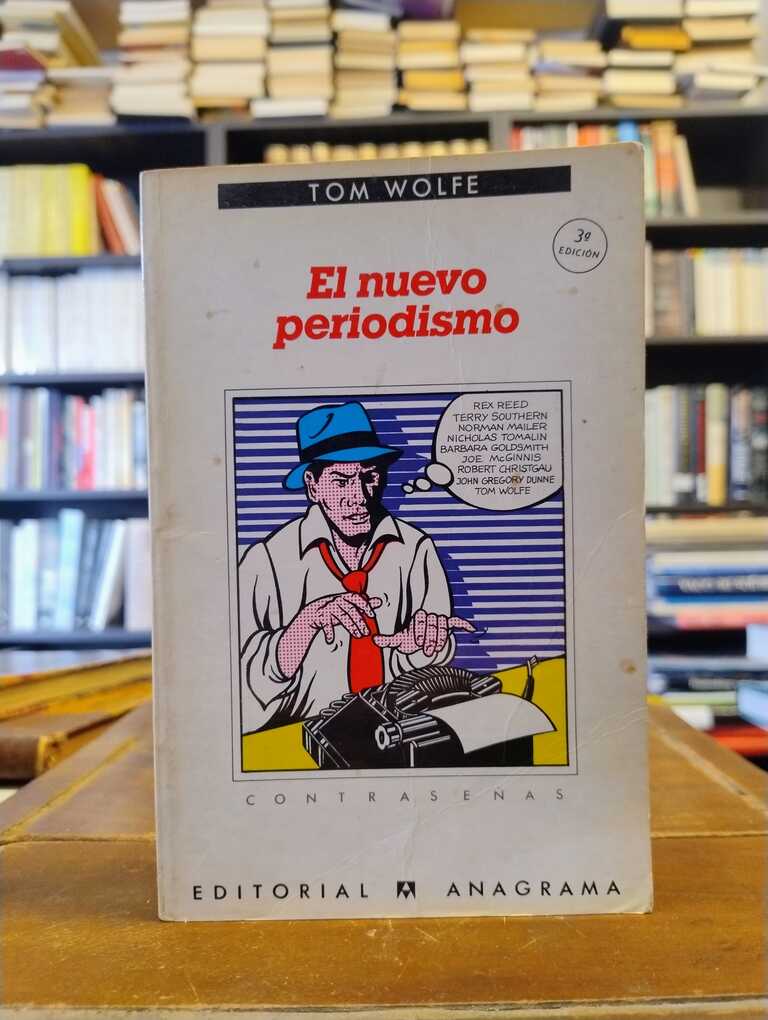 TOM WOLFE
3ª
EDICIÓN
El nuevo
periodismo
REX REED
TERRY SOUTHERN
NORMAN MAILER
NICHOLAS TOMALIN
BARBARA GOLDSMITH
JOE McGINNIS
ROBERT CHRISTGAU
JOHN GREGORY DUNNE
TOM WOLFE
CONTRASEÑAS
EDITORIAL ANAGRAMA